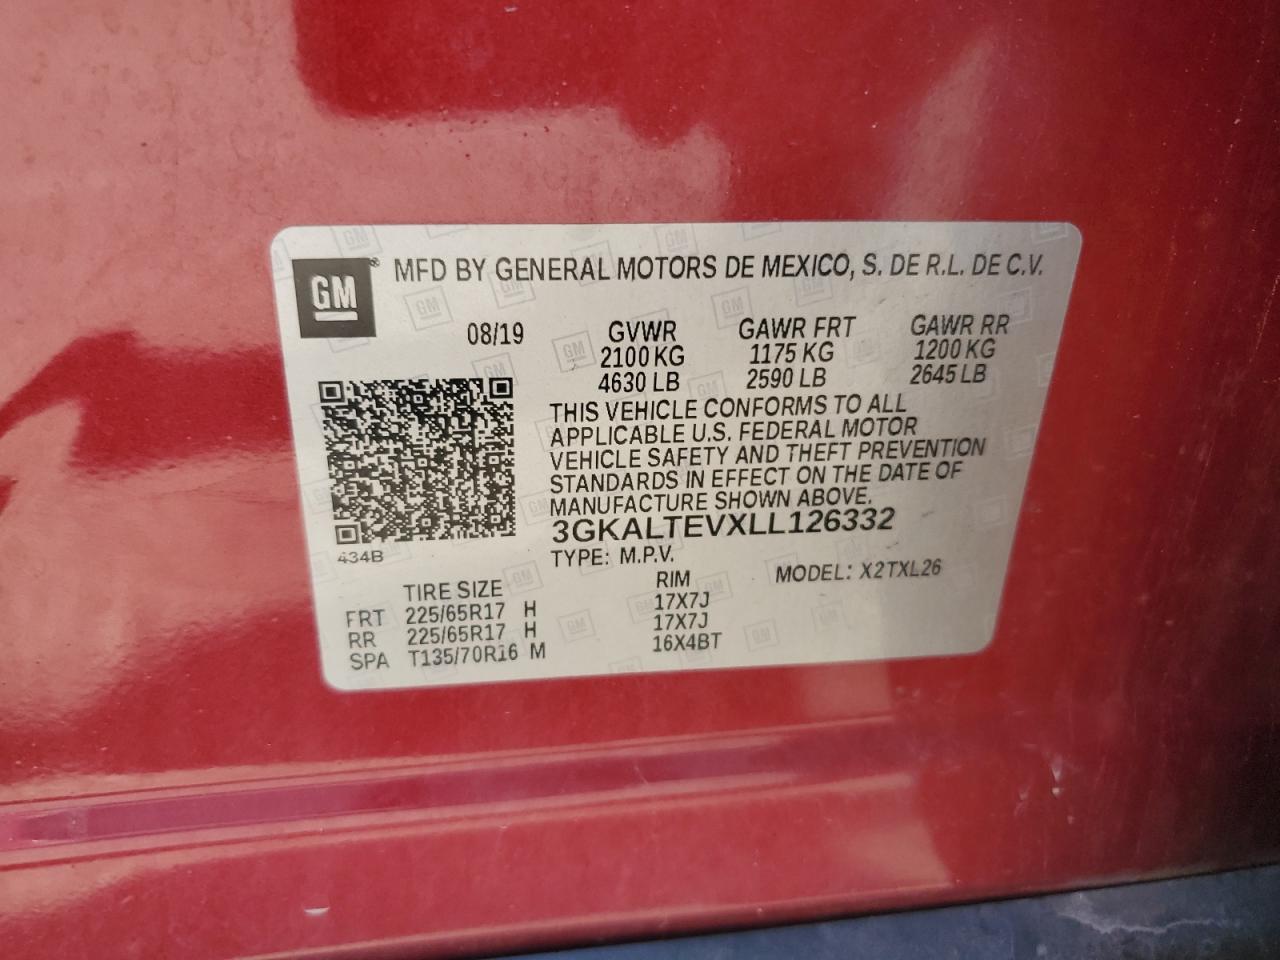 GM® MFD BY GENERAL MOTORS DE MEXICO, S. DE R.L. DE C.V.
08/19 GVWR GAWR FRT GAWR RR
2100 KG 1175 KG 1200 KG
4630 LB 2590 LB 2645 LB
THIS VEHICLE CONFORMS TO ALL
APPLICABLE U.S. FEDERAL MOTOR
VEHICLE SAFETY AND THEFT PREVENTION
STANDARDS IN EFFECT ON THE DATE OF
MANUFACTURE SHOWN ABOVE.
3GKALTEVXLL126332
434B
TYPE: M.P.V. MODEL: X2TXL26
TIRE SIZE RIM
FRT 225/65R17 H 17X7J
RR 225/65R17 H 17X7J
SPA T135/70R16 M 16X4BT